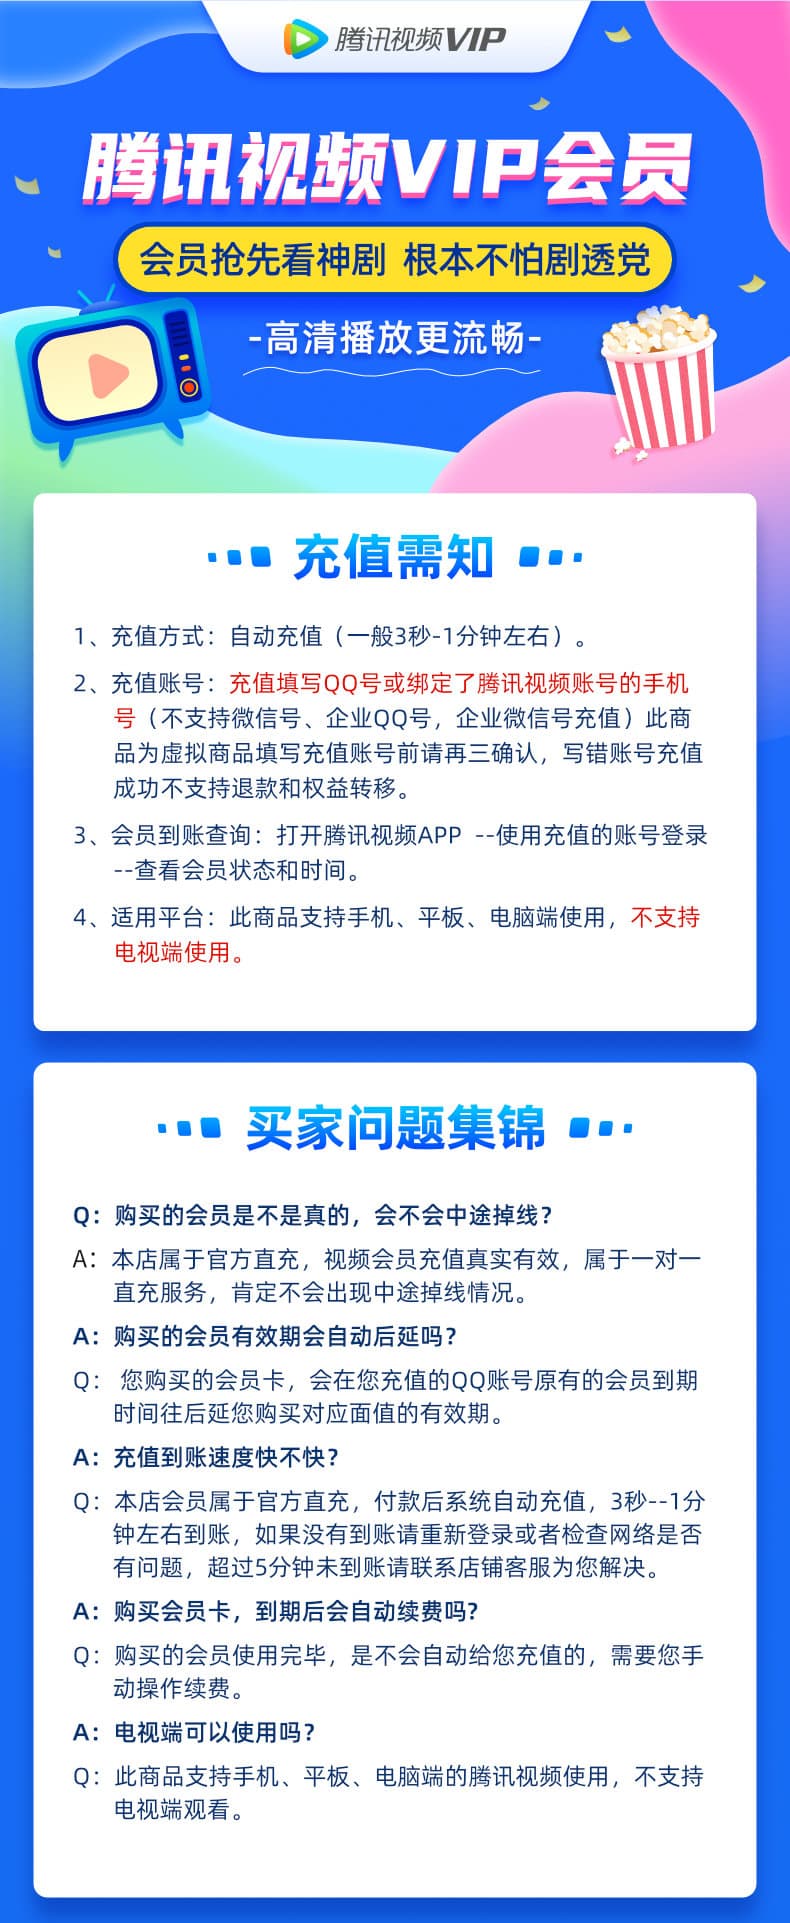 腾讯视频VIP
腾讯视频VIP会员
会员抢先看神剧 根本不怕剧透党
-高清播放更流畅-
充值需知
1、充值方式：自动充值（一般3秒-1分钟左右）。
2、充值账号：充值填写QQ号或绑定了腾讯视频账号的手机
号（不支持微信号、企业QQ号，企业微信号充值）此商
品为虚拟商品填写充值账号前请再三确认，写错账号充值
成功不支持退款和权益转移。
3、会员到账查询：打开腾讯视频APP --使用充值的账号登录
--查看会员状态和时间。
4、适用平台：此商品支持手机、平板、电脑端使用，不支持
电视端使用。
买家问题集锦
Q：购买的会员是不是真的，会不会中途掉线？
A：本店属于官方直充，视频会员充值真实有效，属于一对一
直充服务，肯定不会出现中途掉线情况。
A：购买的会员有效期会自动后延吗？
Q： 您购买的会员卡，会在您充值的QQ账号原有的会员到期
时间往后延您购买对应面值的有效期。
A：充值到账速度快不快？
Q：本店会员属于官方直充，付款后系统自动充值，3秒--1分
钟左右到账，如果没有到账请重新登录或者检查网络是否
有问题，超过5分钟未到账请联系店铺客服为您解决。
A：购买会员卡，到期后会自动续费吗?
Q：购买的会员使用完毕，是不会自动给您充值的，需要您手
动操作续费。
A：电视端可以使用吗？
Q：此商品支持手机、平板、电脑端的腾讯视频使用，不支持
电视端观看。